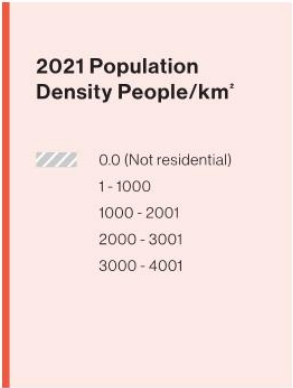 2021 Population
Density People/km²
0.0 (Not residential)
1 - 1000
1000 - 2001
2000 - 3001
3000 - 4001